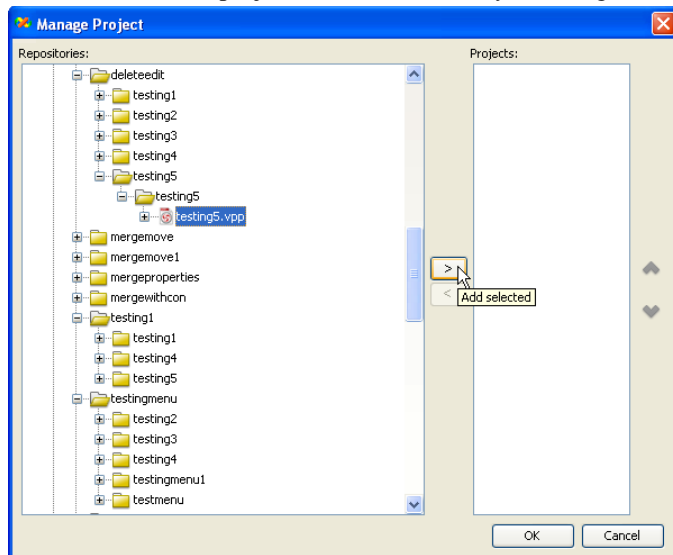 Manage Project
Repositories:
Projects:
deleteedit
testing1
testing2
testing3
testing4
testing5
testing5
testing5.vpp
mergemove
mergemove1
mergeproperties
mergewithcon
testing1
testing1
testing4
testing5
testingmenu
testing2
testing3
testing4
testingmenu1
testmenu
>
<
Add selected
OK
Cancel